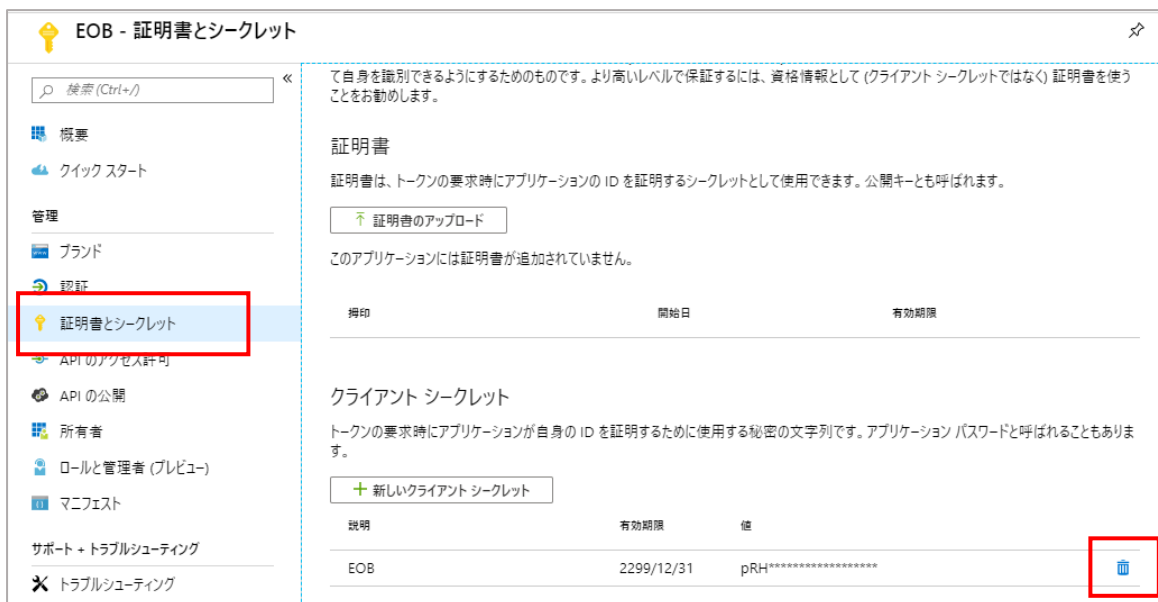 EOB - 証明書とシークレット
検索 (Ctrl+/)
«
概要
クイック スタート
管理
ブランド
認証
証明書とシークレット
API のアクセス許可
API の公開
所有者
ロールと管理者 (プレビュー)
マニフェスト
サポート + トラブルシューティング
トラブルシューティング
て自身を識別できるようにするためのものです。より高いレベルで保証するには、資格情報として (クライアント シークレットではなく) 証明書を使う
ことをお勧めします。
証明書
証明書は、トークンの要求時にアプリケーションの ID を証明するシークレットとして使用できます。公開キーとも呼ばれます。
証明書のアップロード
このアプリケーションには証明書が追加されていません。
拇印 開始日 有効期限
クライアント シークレット
トークンの要求時にアプリケーションが自身の ID を証明するために使用する秘密の文字列です。アプリケーション パスワードと呼ばれることもありま
す。
新しいクライアント シークレット
説明 有効期限 値
EOB 2299/12/31 pRH******************